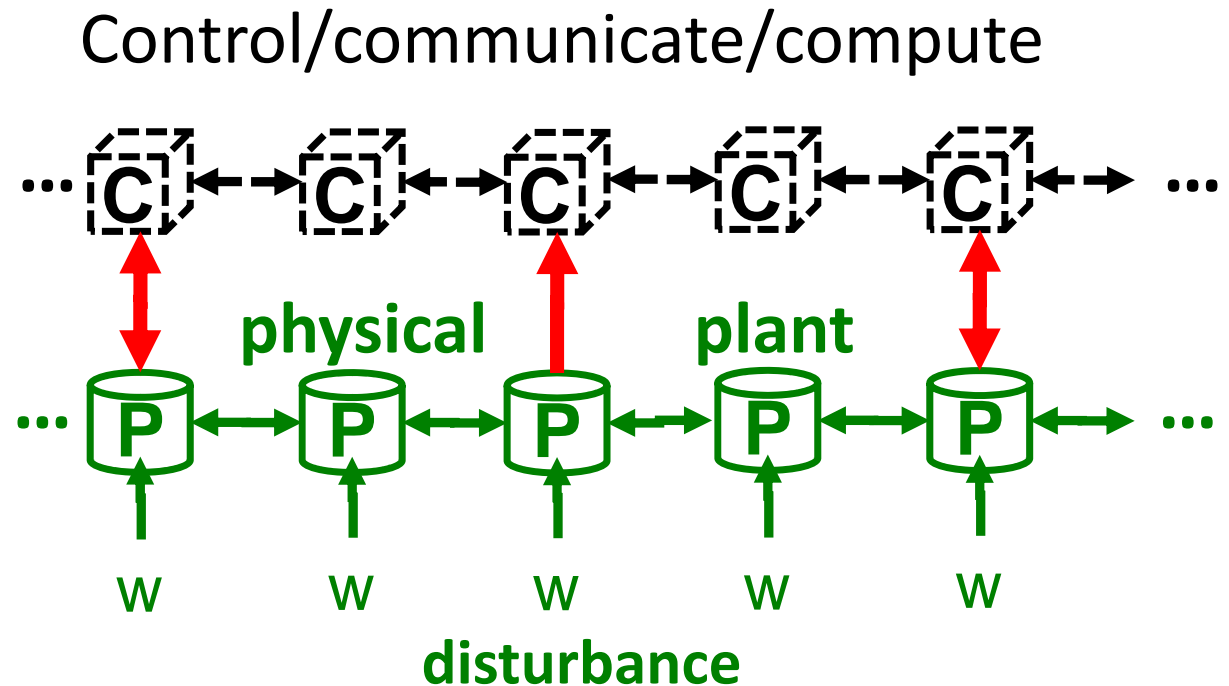 Control/communicate/compute
... C C C C C ...
physical plant
... P P P P P ...
w w w w w
disturbance